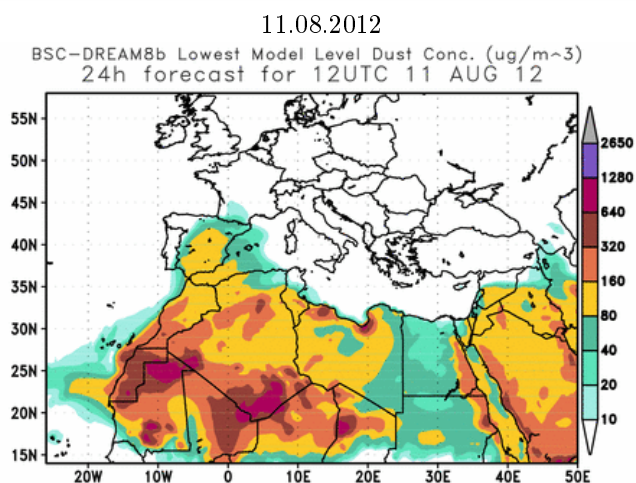 11.08.2012
BSC-DREAM8b Lowest Model Level Dust Conc. (ug/m^3)
24h forecast for 12UTC 11 AUG 12
55N
50N
45N
40N
35N
30N
25N
20N
15N
20W 10W 0 10E 20E 30E 40E 50E
2650
1280
640
320
160
80
40
20
10